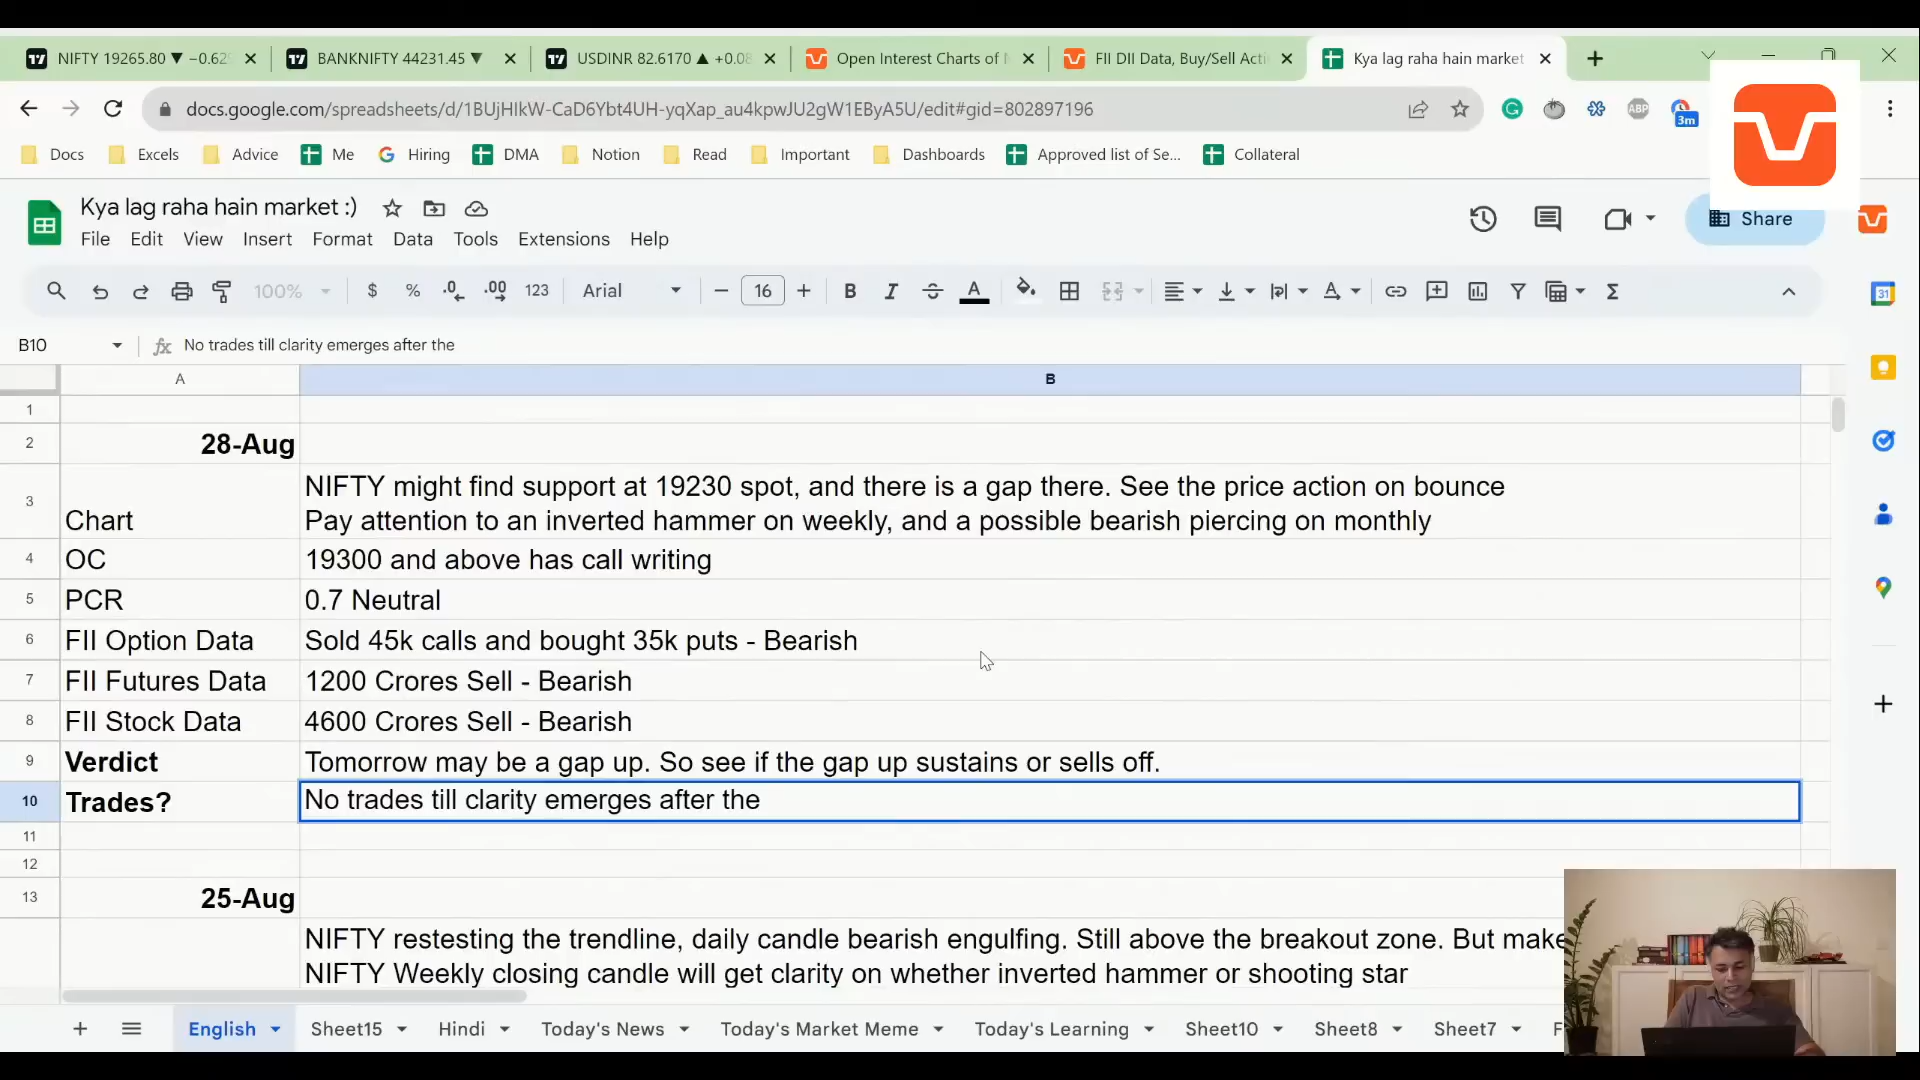 NIFTY 19265.80 ▼ −0.62
BANKNIFTY 44231.45 ▼
USDINR 82.6170 ▲ +0.08
Open Interest Charts of
FII DII Data, Buy/Sell Acti
Kya lag raha hain market
docs.google.com/spreadsheets/d/1BUjHIkW-CaD6Ybt4UH-yqXap_au4kpwJU2gW1EByA5U/edit#gid=802897196
ABP
3m
Docs
Excels
Advice
Me
Hiring
DMA
Notion
Read
Important
Dashboards
Approved list of Se...
Collateral
Kya lag raha hain market :)
File Edit View Insert Format Data Tools Extensions Help
Share
100% $ % .0 .00 123 Arial 16 B I A Σ
31
B10 fx No trades till clarity emerges after the
A B
1
2 28-Aug
3 Chart NIFTY might find support at 19230 spot, and there is a gap there. See the price action on bounce
Pay attention to an inverted hammer on weekly, and a possible bearish piercing on monthly
4 OC 19300 and above has call writing
5 PCR 0.7 Neutral
6 FII Option Data Sold 45k calls and bought 35k puts - Bearish
7 FII Futures Data 1200 Crores Sell - Bearish
8 FII Stock Data 4600 Crores Sell - Bearish
9 Verdict Tomorrow may be a gap up. So see if the gap up sustains or sells off.
10 Trades? No trades till clarity emerges after the
11
12
13 25-Aug
NIFTY restesting the trendline, daily candle bearish engulfing. Still above the breakout zone. But make
NIFTY Weekly closing candle will get clarity on whether inverted hammer or shooting star
English Sheet15 Hindi Today's News Today's Market Meme Today's Learning Sheet10 Sheet8 Sheet7 F